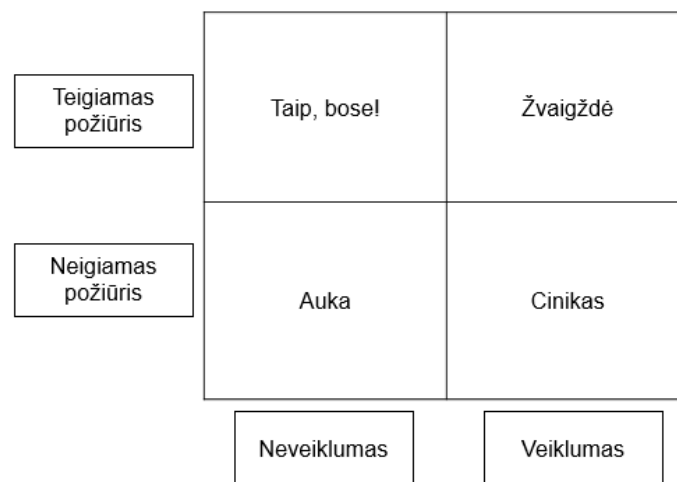 Teigiamas
požiūris
Taip, bose!
Žvaigždė
Neigiamas
požiūris
Auka
Cinikas
Neveiklumas
Veiklumas